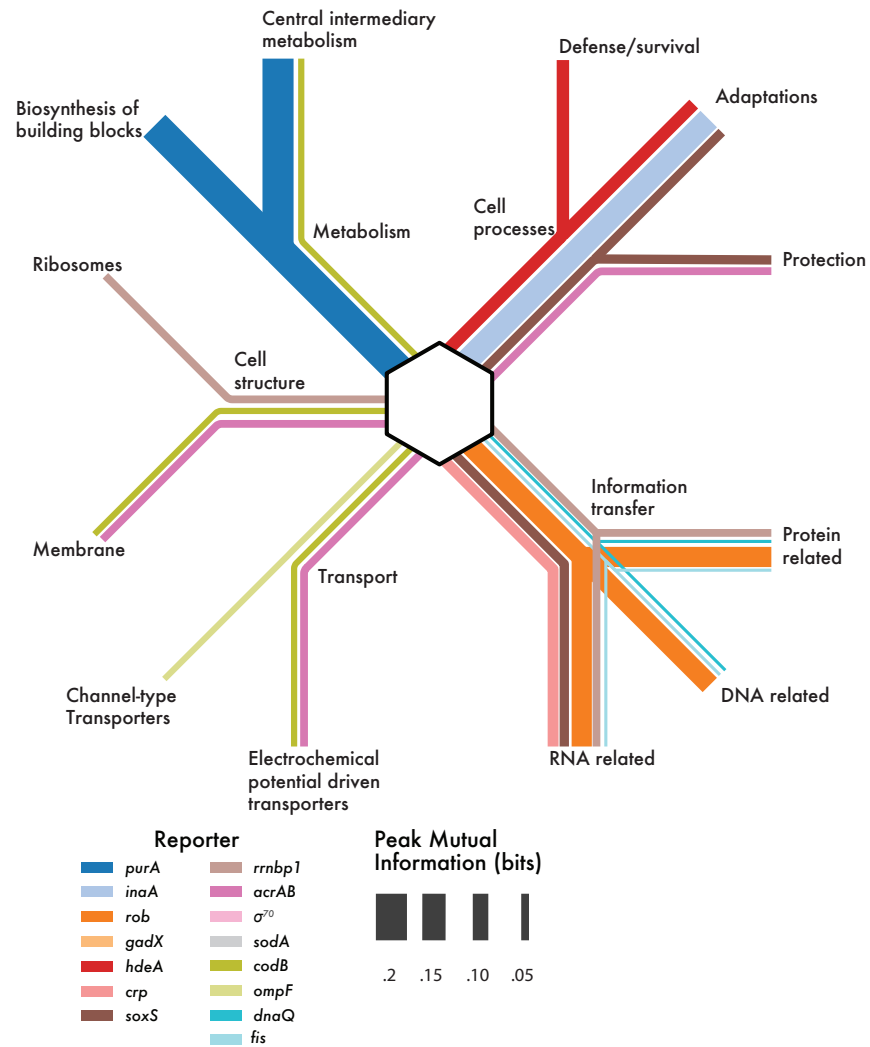 Central intermediary
metabolism
Defense/survival
Adaptations
Biosynthesis of
building blocks
Cell
processes
Metabolism
Ribosomes
Protection
Cell
structure
Information
transfer
Protein
related
Membrane
Transport
Channel-type
Transporters
DNA related
Electrochemical
potential driven
transporters
RNA related
Reporter
purA
inaA
rob
gadX
hdeA
crp
soxS
rrnbp1
acrAB
σ⁷⁰
sodA
codB
ompF
dnaQ
fis
Peak Mutual
Information (bits)
.2 .15 .10 .05